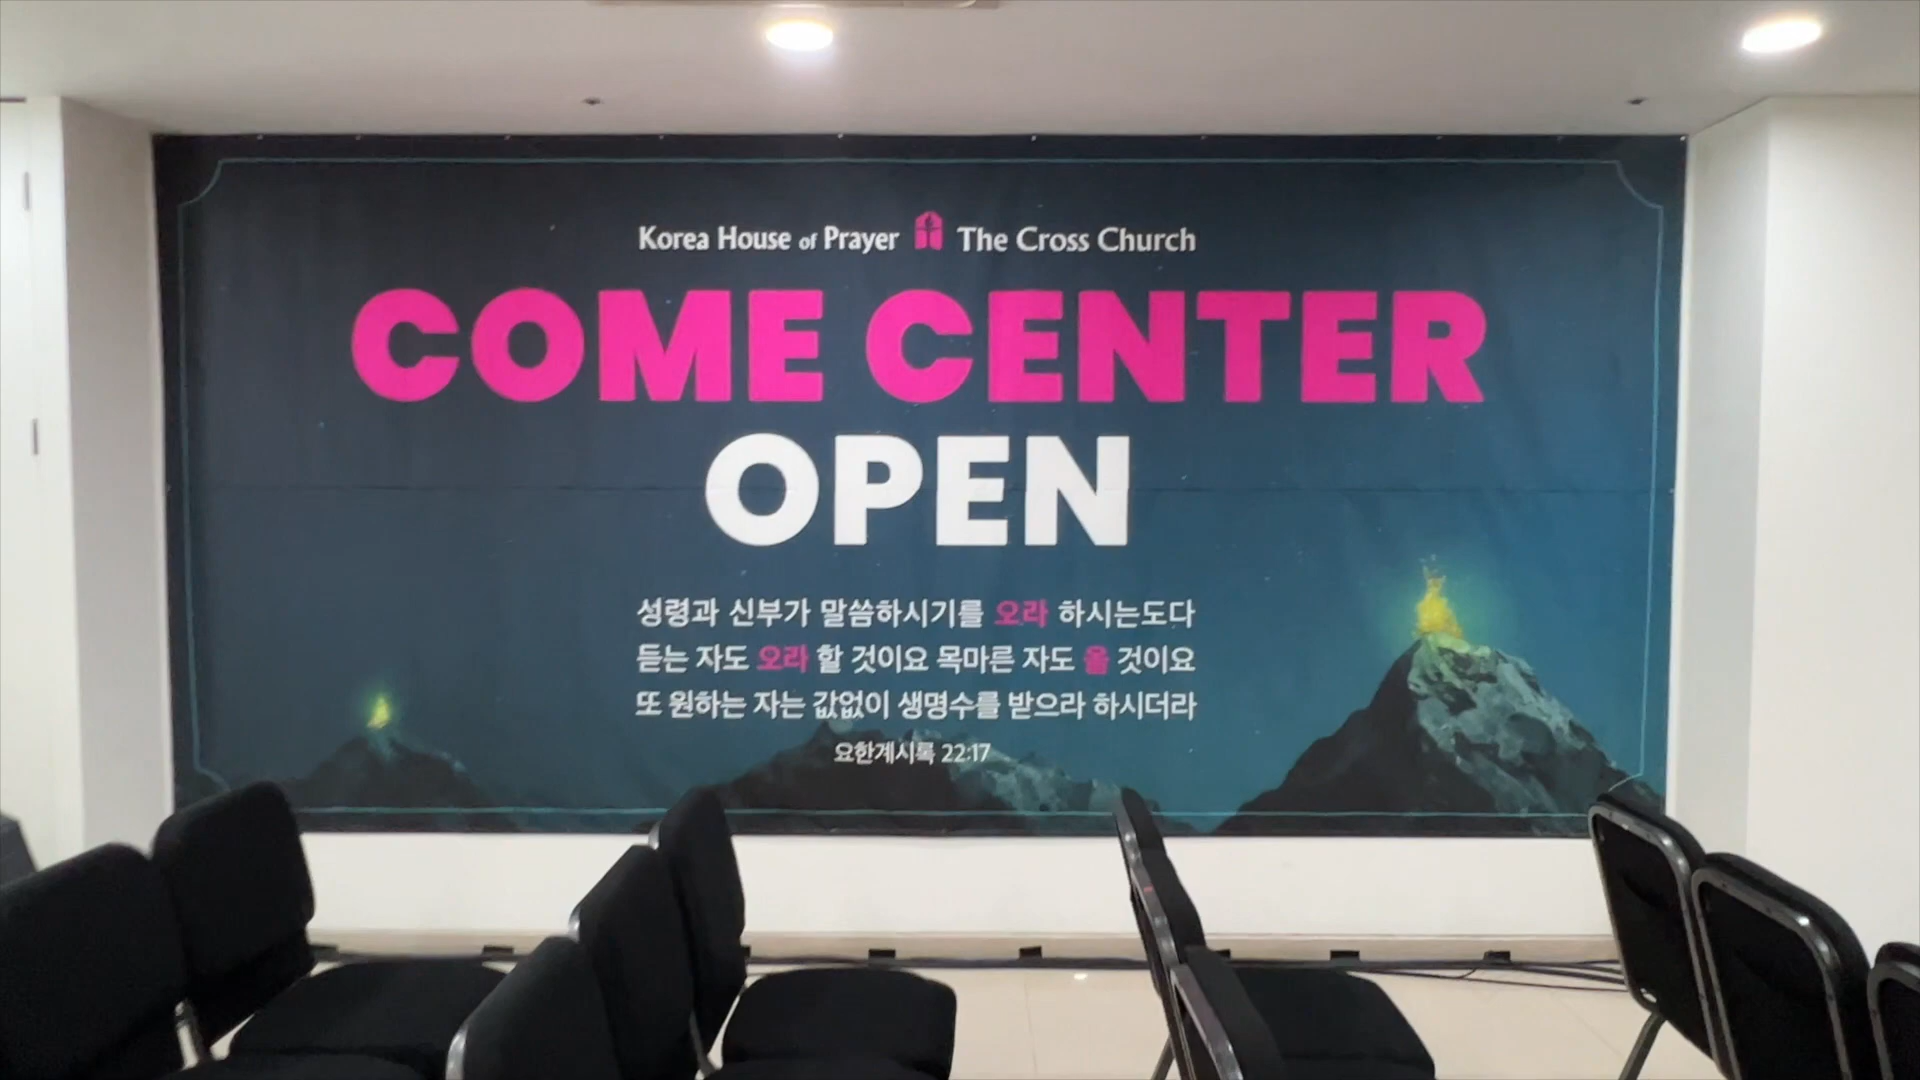 Korea House of Prayer The Cross Church
COME CENTER
OPEN
성령과 신부가 말씀하시기를 오라 하시는도다
듣는 자도 오라 할 것이요 목마른 자도 올 것이요
또 원하는 자는 값없이 생명수를 받으라 하시더라
요한계시록 22:17